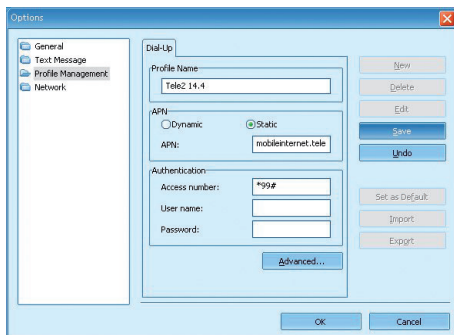 Options
General
Text Message
Profile Management
Network
Dial-Up
Profile Name
Tele2 14.4
APN
Dynamic
Static
APN:
mobileinternet.tele
Authentication
Access number:
*99#
User name:
Password:
Advanced...
New
Delete
Edit
Save
Undo
Set as Default
Import
Export
OK
Cancel